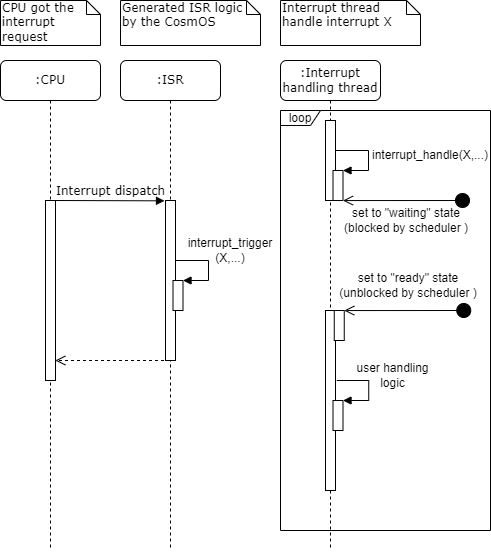 CPU got the
interrupt
request
Generated ISR logic
by the CosmOS
Interrupt thread
handle interrupt X
:CPU
:ISR
:Interrupt
handling thread
loop
interrupt_handle(X,...)
Interrupt dispatch
set to "waiting" state
(blocked by scheduler )
interrupt_trigger
(X,...)
set to "ready" state
(unblocked by scheduler )
user handling
logic